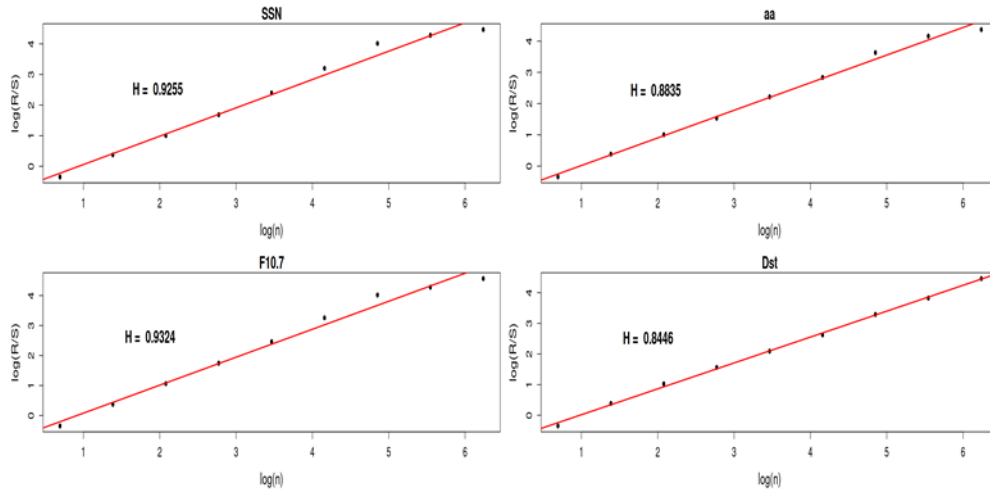 SSN
log(R/S)
4
3
2
1
0
H = 0.9255
1 2 3 4 5 6
log(n)
aa
log(R/S)
4
3
2
1
0
H = 0.8835
1 2 3 4 5 6
log(n)
F10.7
log(R/S)
4
3
2
1
0
H = 0.9324
1 2 3 4 5 6
log(n)
Dst
log(R/S)
4
3
2
1
0
H = 0.8446
1 2 3 4 5 6
log(n)